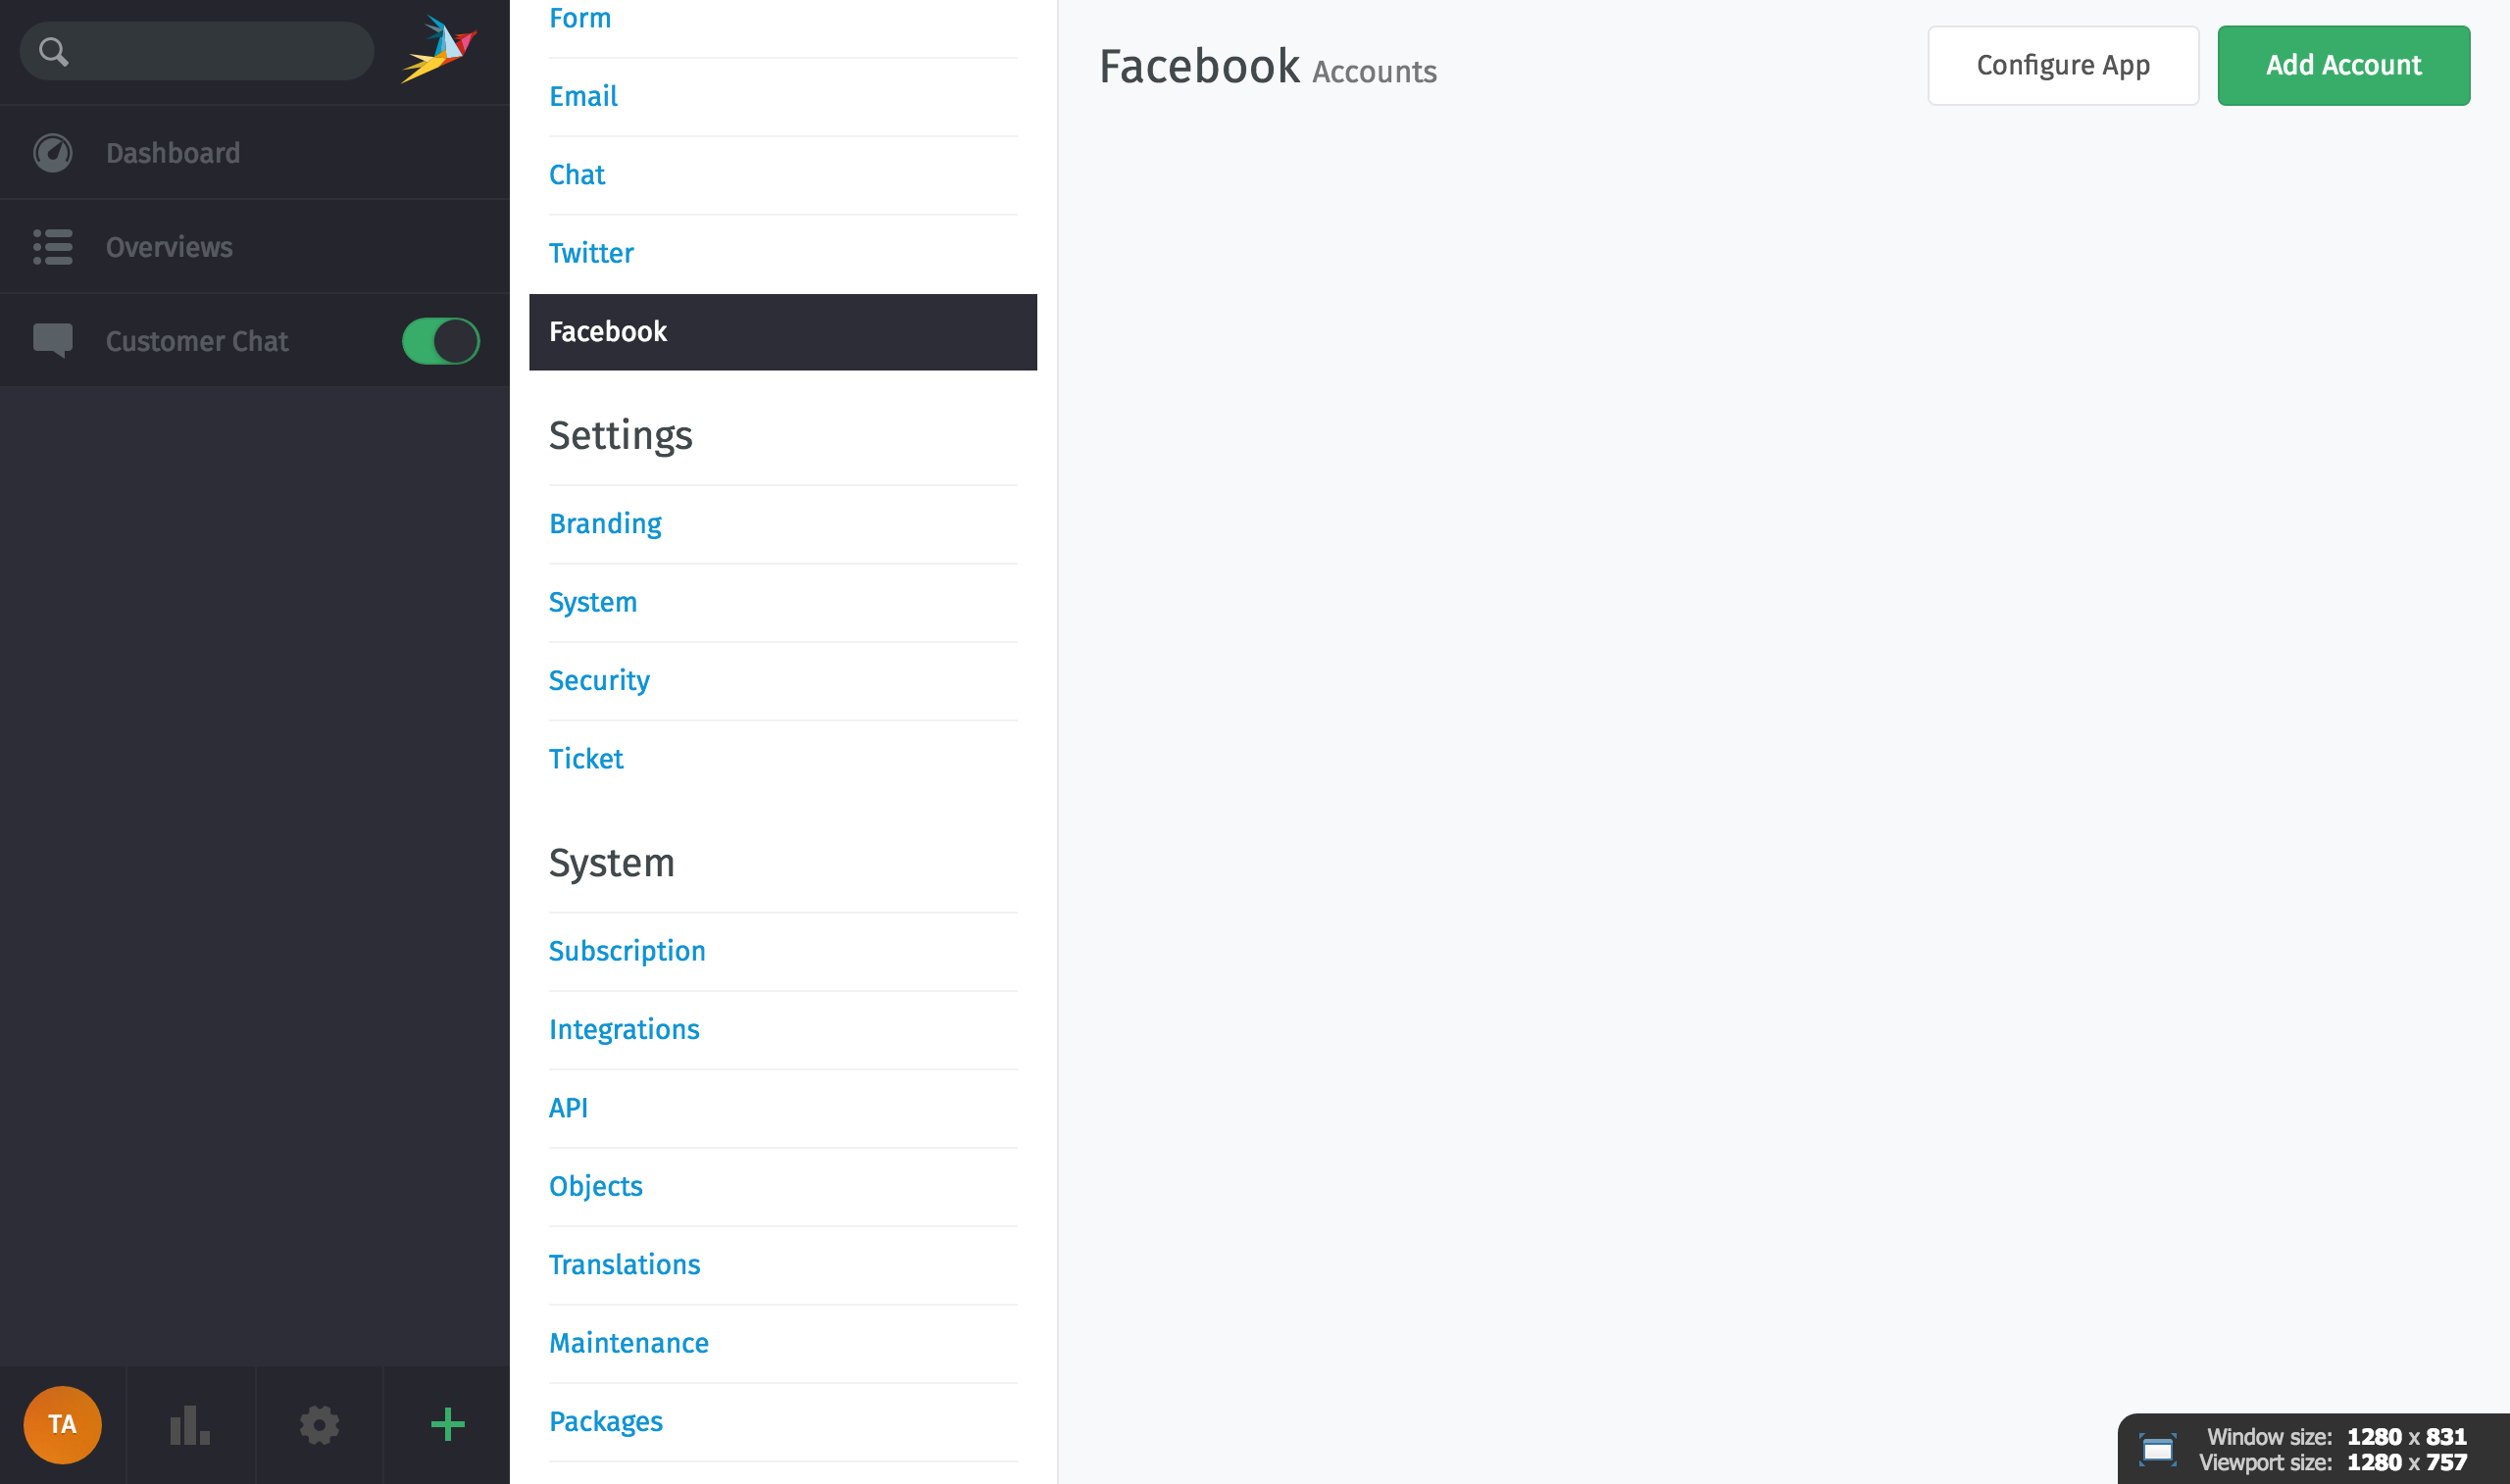 Dashboard
Overviews
Customer Chat
TA
Form
Email
Chat
Twitter
Facebook
Settings
Branding
System
Security
Ticket
System
Subscription
Integrations
API
Objects
Translations
Maintenance
Packages
Facebook Accounts
Configure App
Add Account
Window size: 1280 x 831
Viewport size: 1280 x 757